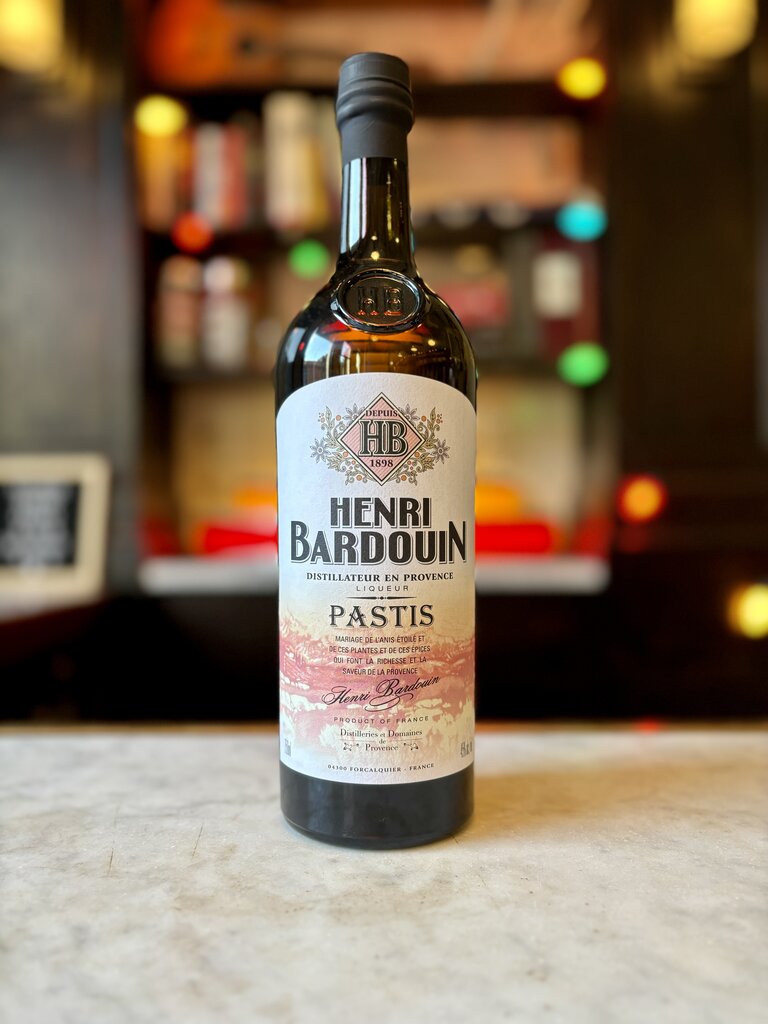 HB
DEPUIS
HB
1898
HENRI
BARDOUIN
DISTILLATEUR EN PROVENCE
LIQUEUR
PASTIS
MARIAGE DE L'ANIS ÉTOILÉ ET
DE CES PLANTES ET DE CES ÉPICES
QUI FONT LA RICHESSE ET LA
SAVEUR DE LA PROVENCE
Henri Bardouin
PRODUCT OF FRANCE
Distilleries et Domaines
de
Provence
04300 FORCALQUIER - FRANCE